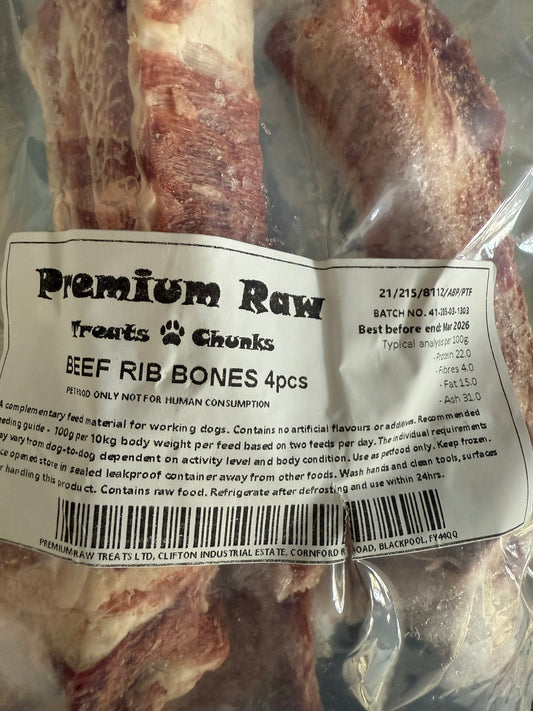 Premium Raw
Treats Chunks
BEEF RIB BONES 4pcs
PETFOOD ONLY NOT FOR HUMAN CONSUMPTION
21/215/8112/ABP/PTF
BATCH NO. 41-285-03-1303
Best before end: Mar 2026
Typical analysis per 100g:
-Protein 22.0
-Fibres 4.0
-Fat 15.0
-Ash 31.0
A complementary feed material for working dogs. Contains no artificial flavours or additives. Recommended
feeding guide - 100g per 10kg body weight per feed based on two feeds per day. The individual requirements
may vary from dog-to-dog dependent on activity level and body condition. Use as petfood only. Keep frozen.
Once opened store in sealed leakproof container away from other foods. Wash hands and clean tools, surfaces
after handling this product. Contains raw food. Refrigerate after defrosting and use within 24hrs.
PREMIUM RAW TREATS LTD, CLIFTON INDUSTRIAL ESTATE, CORNFORD ROAD, BLACKPOOL, FY44QQ